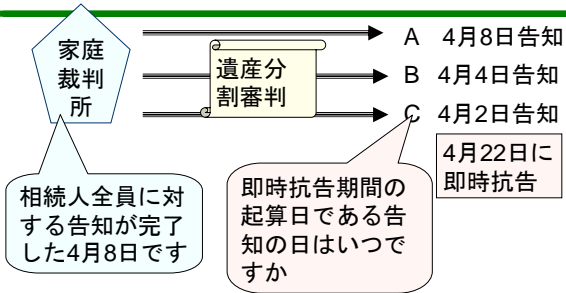 家庭
裁判
所
遺産分
割審判
A 4月8日告知
B 4月4日告知
C 4月2日告知
4月22日に
即時抗告
相続人全員に対
する告知が完了
した4月8日です
即時抗告期間の
起算日である告
知の日はいつで
すか